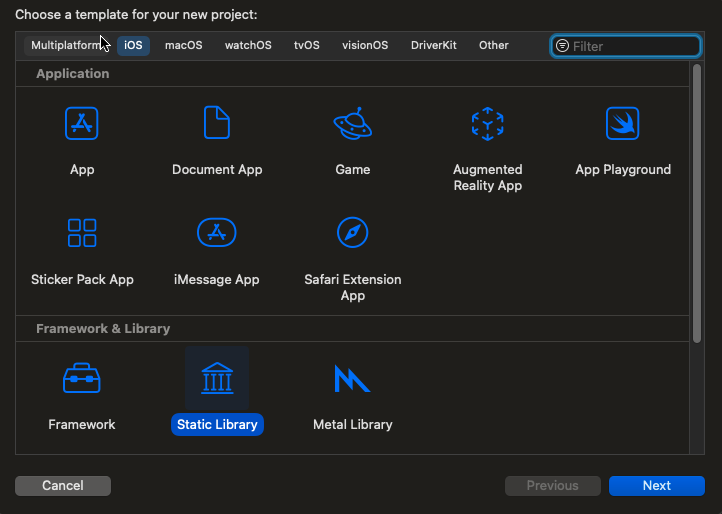 Choose a template for your new project:
Multiplatform iOS macOS watchOS tvOS visionOS DriverKit Other Filter
Application
App Document App Game Augmented Reality App App Playground
Sticker Pack App iMessage App Safari Extension App
Framework & Library
Framework Static Library Metal Library
Cancel Previous Next